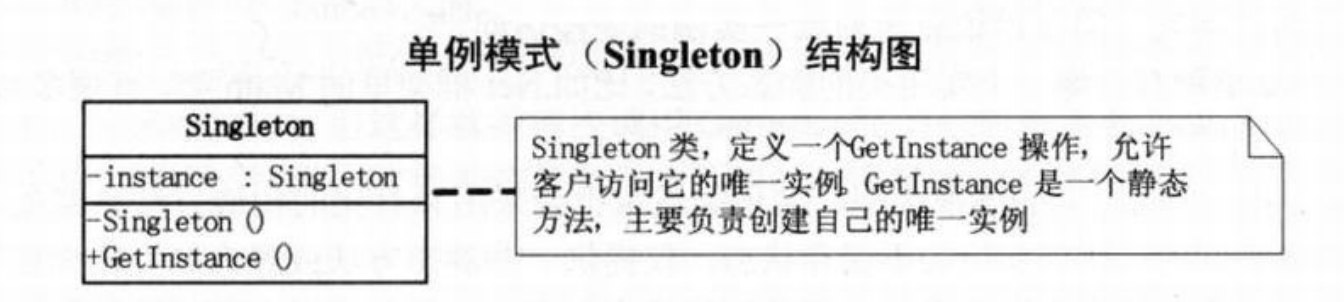 单例模式（Singleton）结构图
Singleton
-instance : Singleton
-Singleton()
+GetInstance()
Singleton 类，定义一个GetInstance 操作，允许
客户访问它的唯一实例。GetInstance 是一个静态
方法，主要负责创建自己的唯一实例